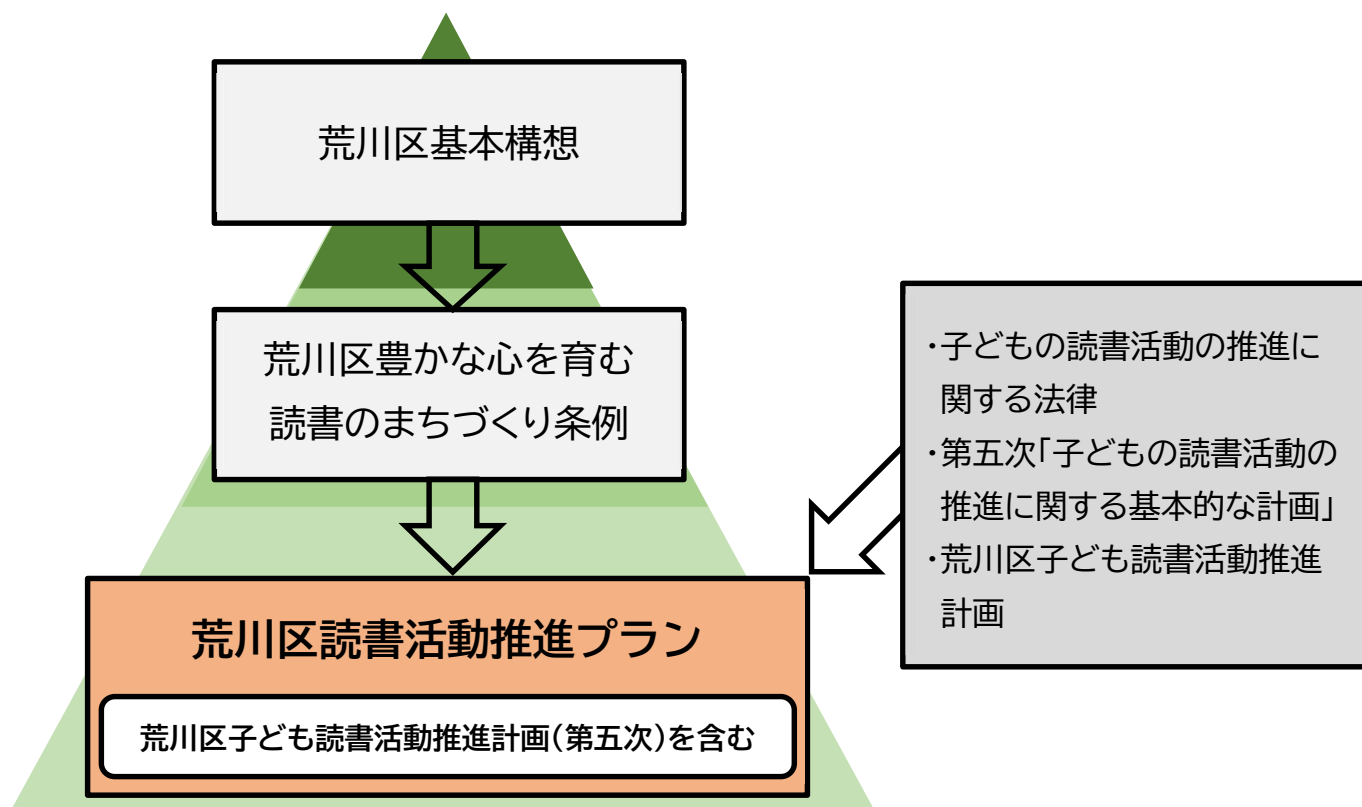 荒川区基本構想
荒川区豊かな心を育む
読書のまちづくり条例
荒川区読書活動推進プラン
荒川区子ども読書活動推進計画(第五次)を含む
・子どもの読書活動の推進に
関する法律
・第五次「子どもの読書活動の
推進に関する基本的な計画」
・荒川区子ども読書活動推進
計画